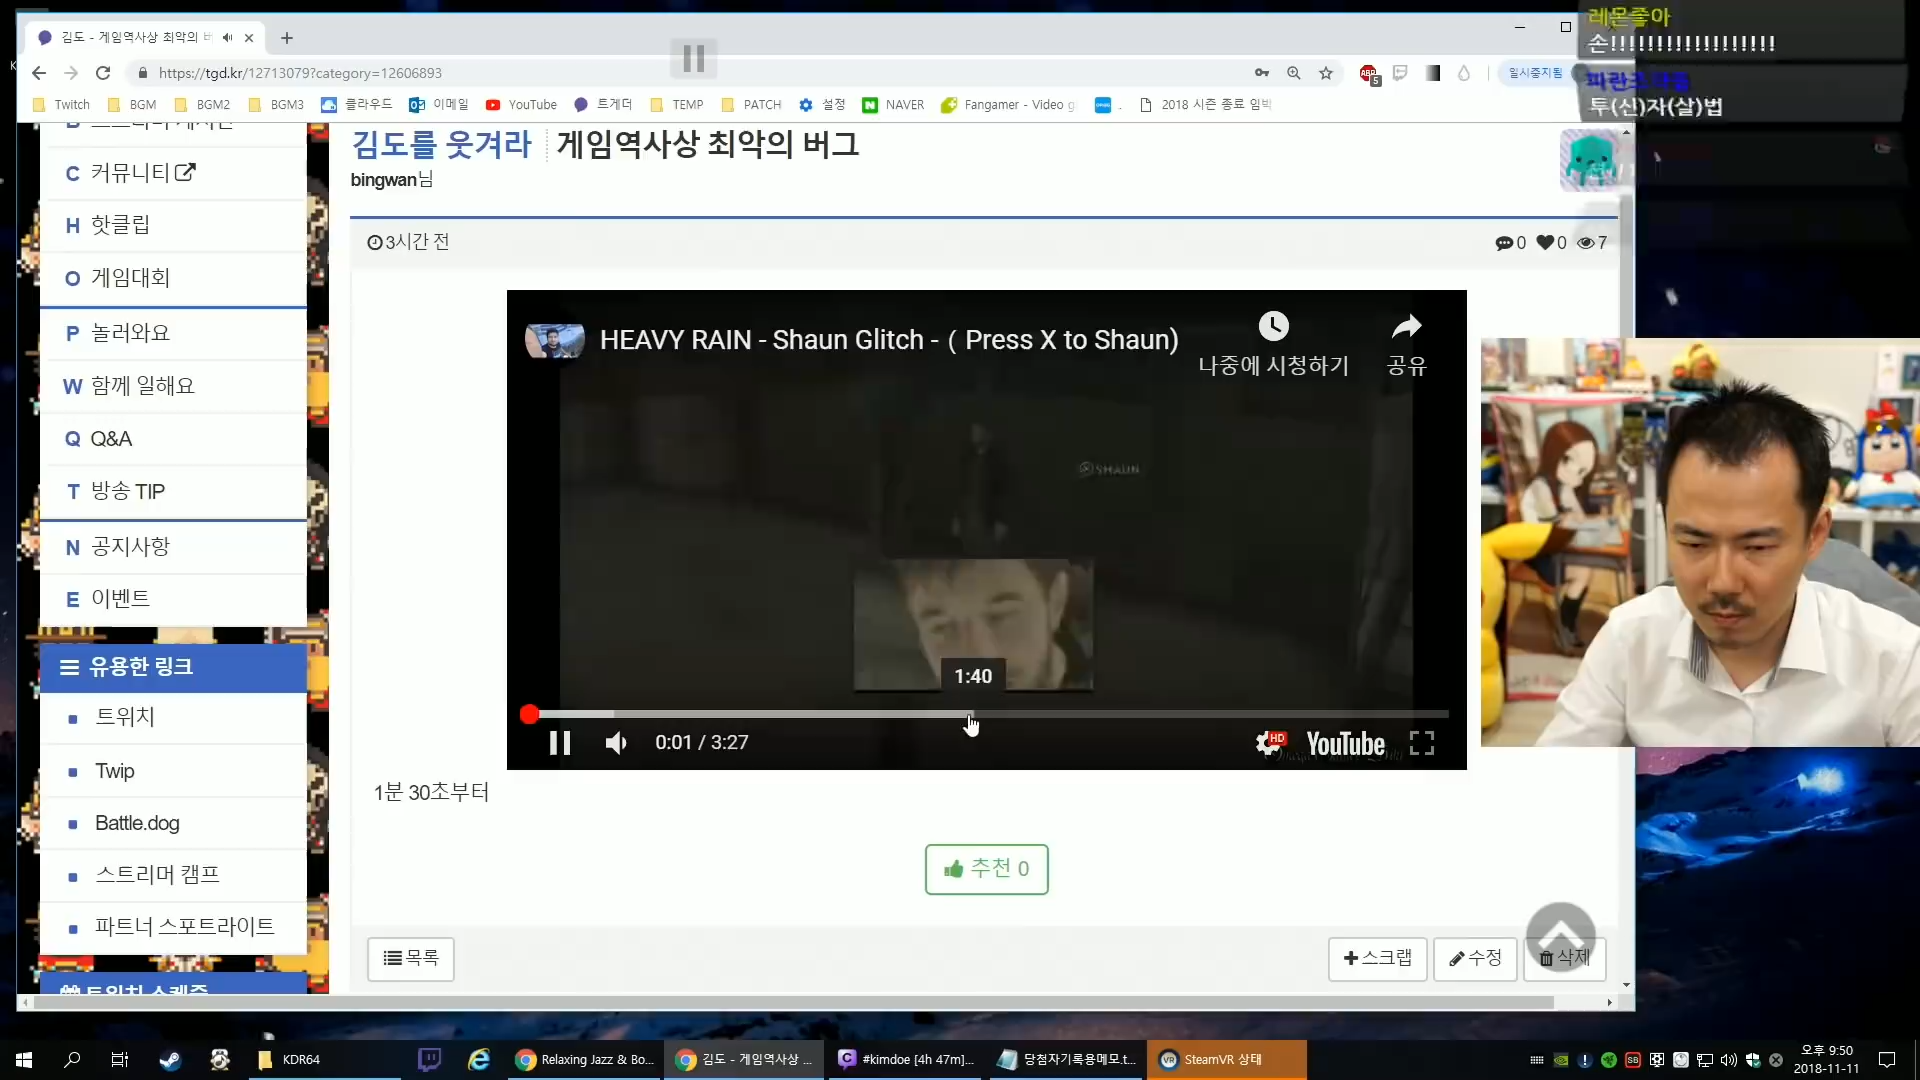 김도 - 게임역사상 최악의 버
https://tgd.kr/12713079?category=12606893
일시중지됨
Twitch
BGM
BGM2
BGM3
클라우드
이메일
YouTube
트게더
TEMP
PATCH
설정
NAVER
Fangamer - Video g
2018 시즌 종료 임박
레몬좋아
손!!!!!!!!!!!!!!!!!!
투(신)자(살)법
C 커뮤니티
H 핫클립
O 게임대회
P 놀러와요
W 함께 일해요
Q Q&A
T 방송 TIP
N 공지사항
E 이벤트
유용한 링크
트위치
Twip
Battle.dog
스트리머 캠프
파트너 스포트라이트
트위치 스케줄
김도를 웃겨라 게임역사상 최악의 버그
bingwan님
3시간 전
0 0 7
HEAVY RAIN - Shaun Glitch - ( Press X to Shaun)
나중에 시청하기
공유
SHAUN
1:40
0:01 / 3:27
HD
YouTube
1분 30초부터
추천 0
목록
스크랩
수정
삭제
KDR64
Relaxing Jazz & Bo...
김도 - 게임역사상 ...
#kimdoe [4h 47m]...
당첨자기록용메모.t...
SteamVR 상태
오후 9:50
2018-11-11